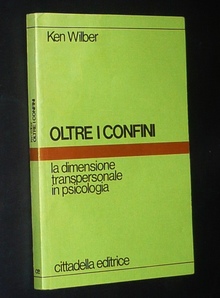 Ken Wilber
OLTRE I CONFINI
la dimensione
transpersonale
in psicologia
cittadella editrice